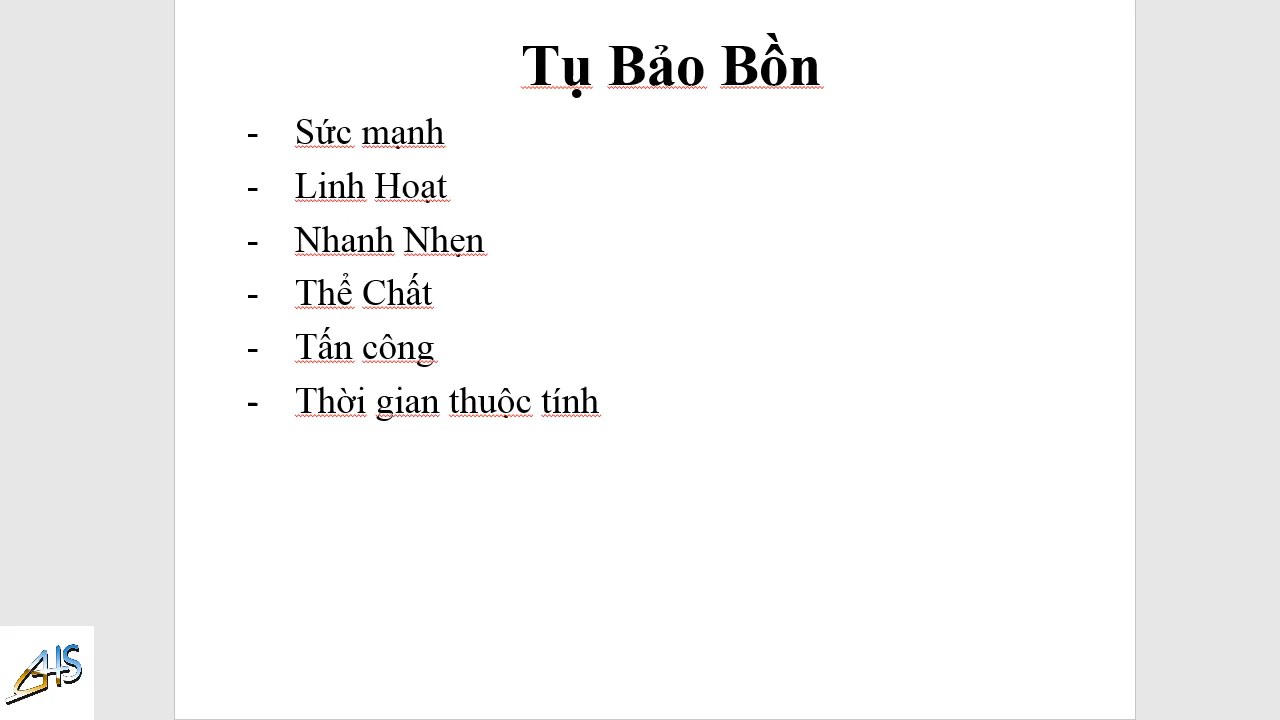 Tụ Bảo Bồn
- Sức mạnh
- Linh Hoạt
- Nhanh Nhẹn
- Thể Chất
- Tấn công
- Thời gian thuộc tính